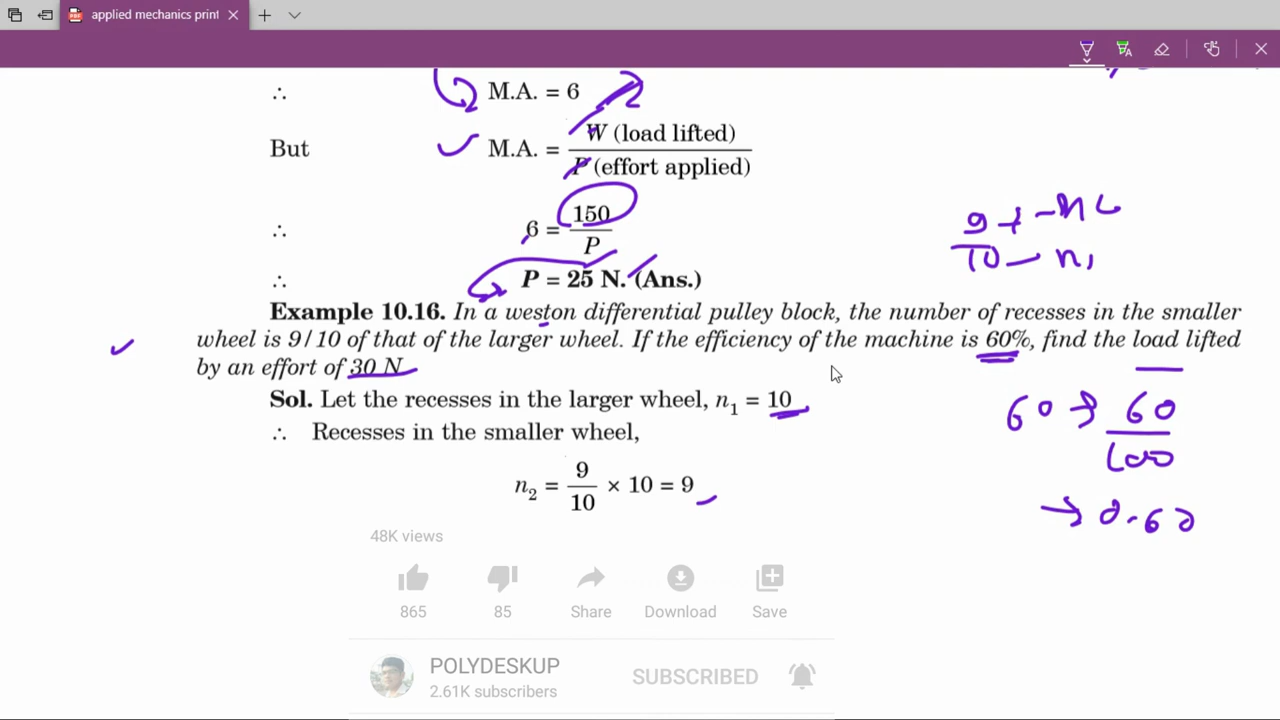 applied mechanics print
∴ M.A. = 6
But M.A. = W (load lifted) / P (effort applied)
∴ 6 = 150 / P
∴ P = 25 N. (Ans.)
9 / 10 n1
Example 10.16. In a weston differential pulley block, the number of recesses in the smaller
wheel is 9/10 of that of the larger wheel. If the efficiency of the machine is 60%, find the load lifted
by an effort of 30 N.
Sol. Let the recesses in the larger wheel, n1 = 10
60 → 60 / 100
→ 0.60
∴ Recesses in the smaller wheel,
n2 = 9/10 × 10 = 9
48K views
865 85 Share Download Save
POLYDESKUP
2.61K subscribers
SUBSCRIBED